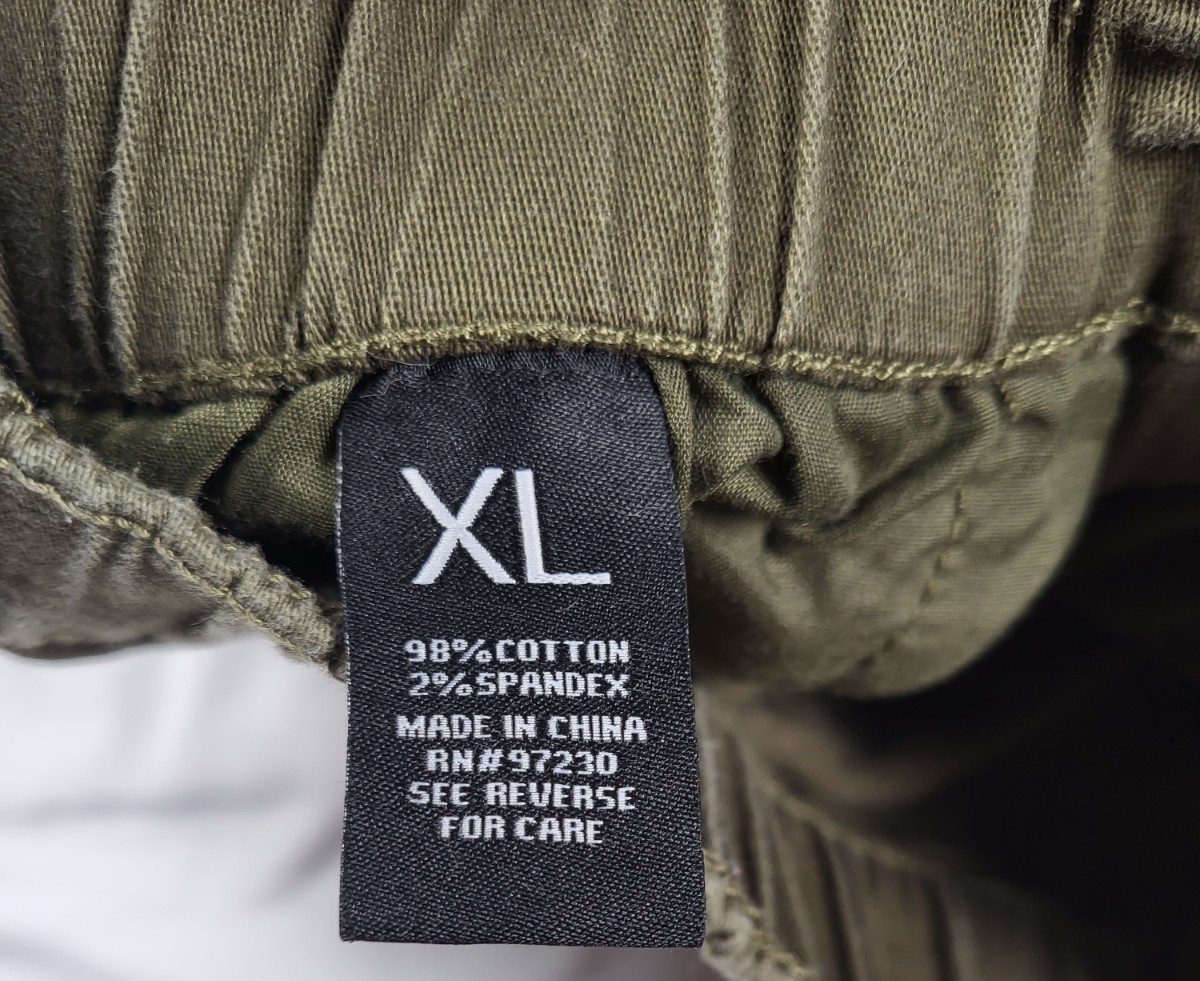 XL
98%COTTON
2%SPANDEX
MADE IN CHINA
RN#97230
SEE REVERSE
FOR CARE